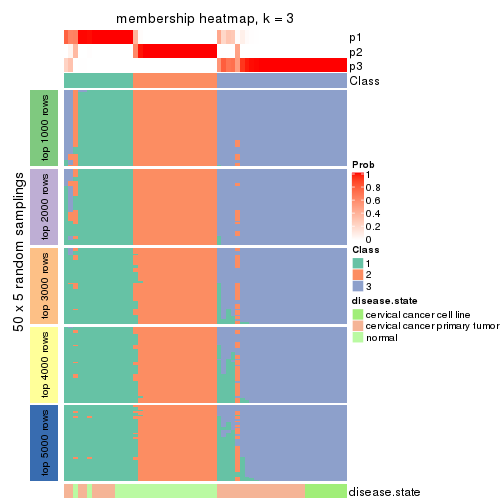 membership heatmap, k = 3
p1
p2
p3
Class
50 x 5 random samplings
top 1000 rows
top 2000 rows
top 3000 rows
top 4000 rows
top 5000 rows
Prob
1
0.8
0.6
0.4
0.2
0
Class
1
2
3
disease.state
cervical cancer cell line
cervical cancer primary tumor
normal
disease.state